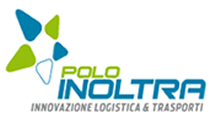 POLO
INOLTRA
INNOVAZIONE LOGISTICA & TRASPORTI